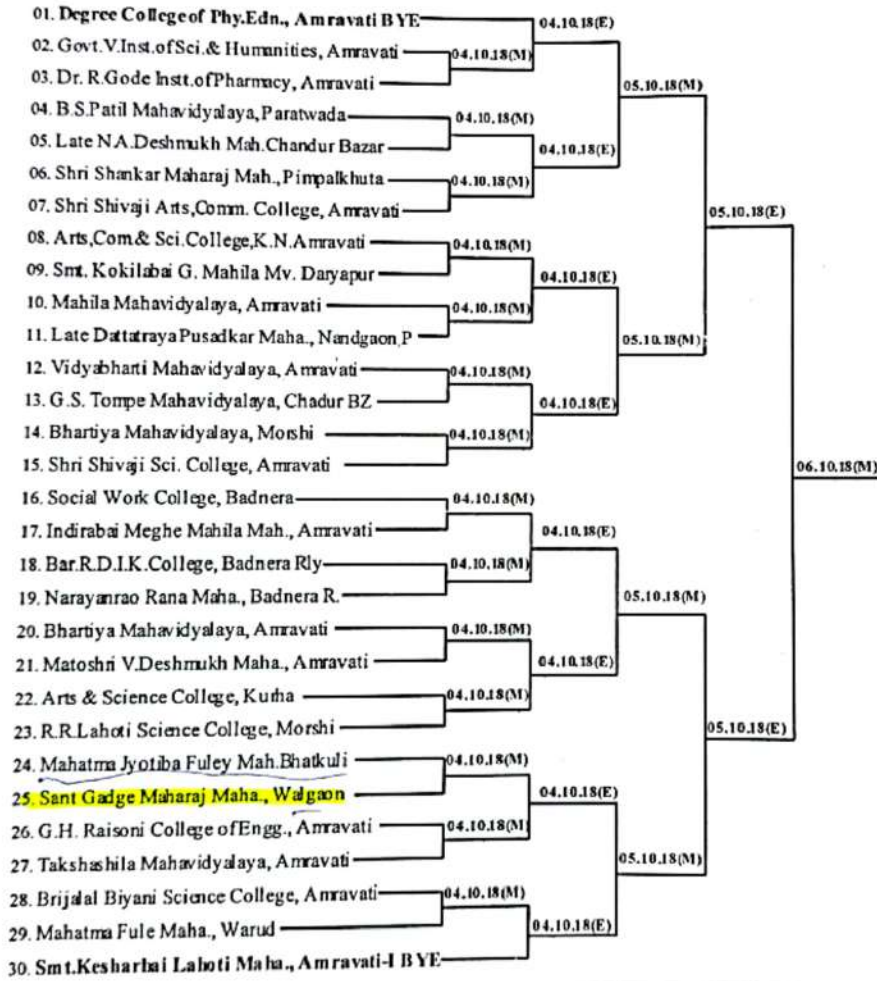 01. Degree College of Phy.Edn., Amravati BYE
04.10.18(E)
02. Govt.V.Inst.of Sci.& Humanities, Amravati
04.10.18(M)
03. Dr. R.Gode Instt.of Pharmacy, Amravati
05.10.18(M)
04. B.S.Patil Mahavidyalaya, Paratwada
04.10.18(M)
05. Late N.A.Deshmukh Mah.Chandur Bazar
04.10.18(E)
06. Shri Shankar Maharaj Mah., Pimpalkhuta
04.10.18(M)
07. Shri Shivaji Arts,Comm. College, Amravati
05.10.18(E)
08. Arts,Com.& Sci.College,K.N.Amravati
04.10.18(M)
09. Smt. Kokilabai G. Mahila Mv. Daryapur
04.10.18(E)
10. Mahila Mahavidyalaya, Amravati
04.10.18(M)
11. Late Dattatraya Pusadkar Maha., Nandgaon,P
05.10.18(M)
12. Vidyabharti Mahavidyalaya, Amravati
04.10.18(M)
13. G.S. Tompe Mahavidyalaya, Chadur BZ
04.10.18(E)
14. Bhartiya Mahavidyalaya, Morshi
04.10.18(M)
15. Shri Shivaji Sci. College, Amravati
06.10.18(M)
16. Social Work College, Badnera
04.10.18(M)
17. Indirabai Meghe Mahila Mah., Amravati
04.10.18(E)
18. Bar.R.D.I.K.College, Badnera Rly
04.10.18(M)
19. Narayanrao Rana Maha., Badnera R.
05.10.18(M)
20. Bhartiya Mahavidyalaya, Amravati
04.10.18(M)
21. Matoshri V.Deshmukh Maha., Amravati
04.10.18(E)
22. Arts & Science College, Kurha
04.10.18(M)
23. R.R.Lahoti Science College, Morshi
05.10.18(E)
24. Mahatma Jyotiba Fuley Mah.Bhatkuli
04.10.18(M)
25. Sant Gadge Maharaj Maha., Walgaon
04.10.18(E)
26. G.H. Raisoni College of Engg., Amravati
04.10.18(M)
27. Takshashila Mahavidyalaya, Amravati
05.10.18(M)
28. Brijalal Biyani Science College, Amravati
04.10.18(M)
29. Mahatma Fule Maha., Warud
04.10.18(E)
30. Smt.Kesharbai Lahoti Maha., Amravati-I BYE